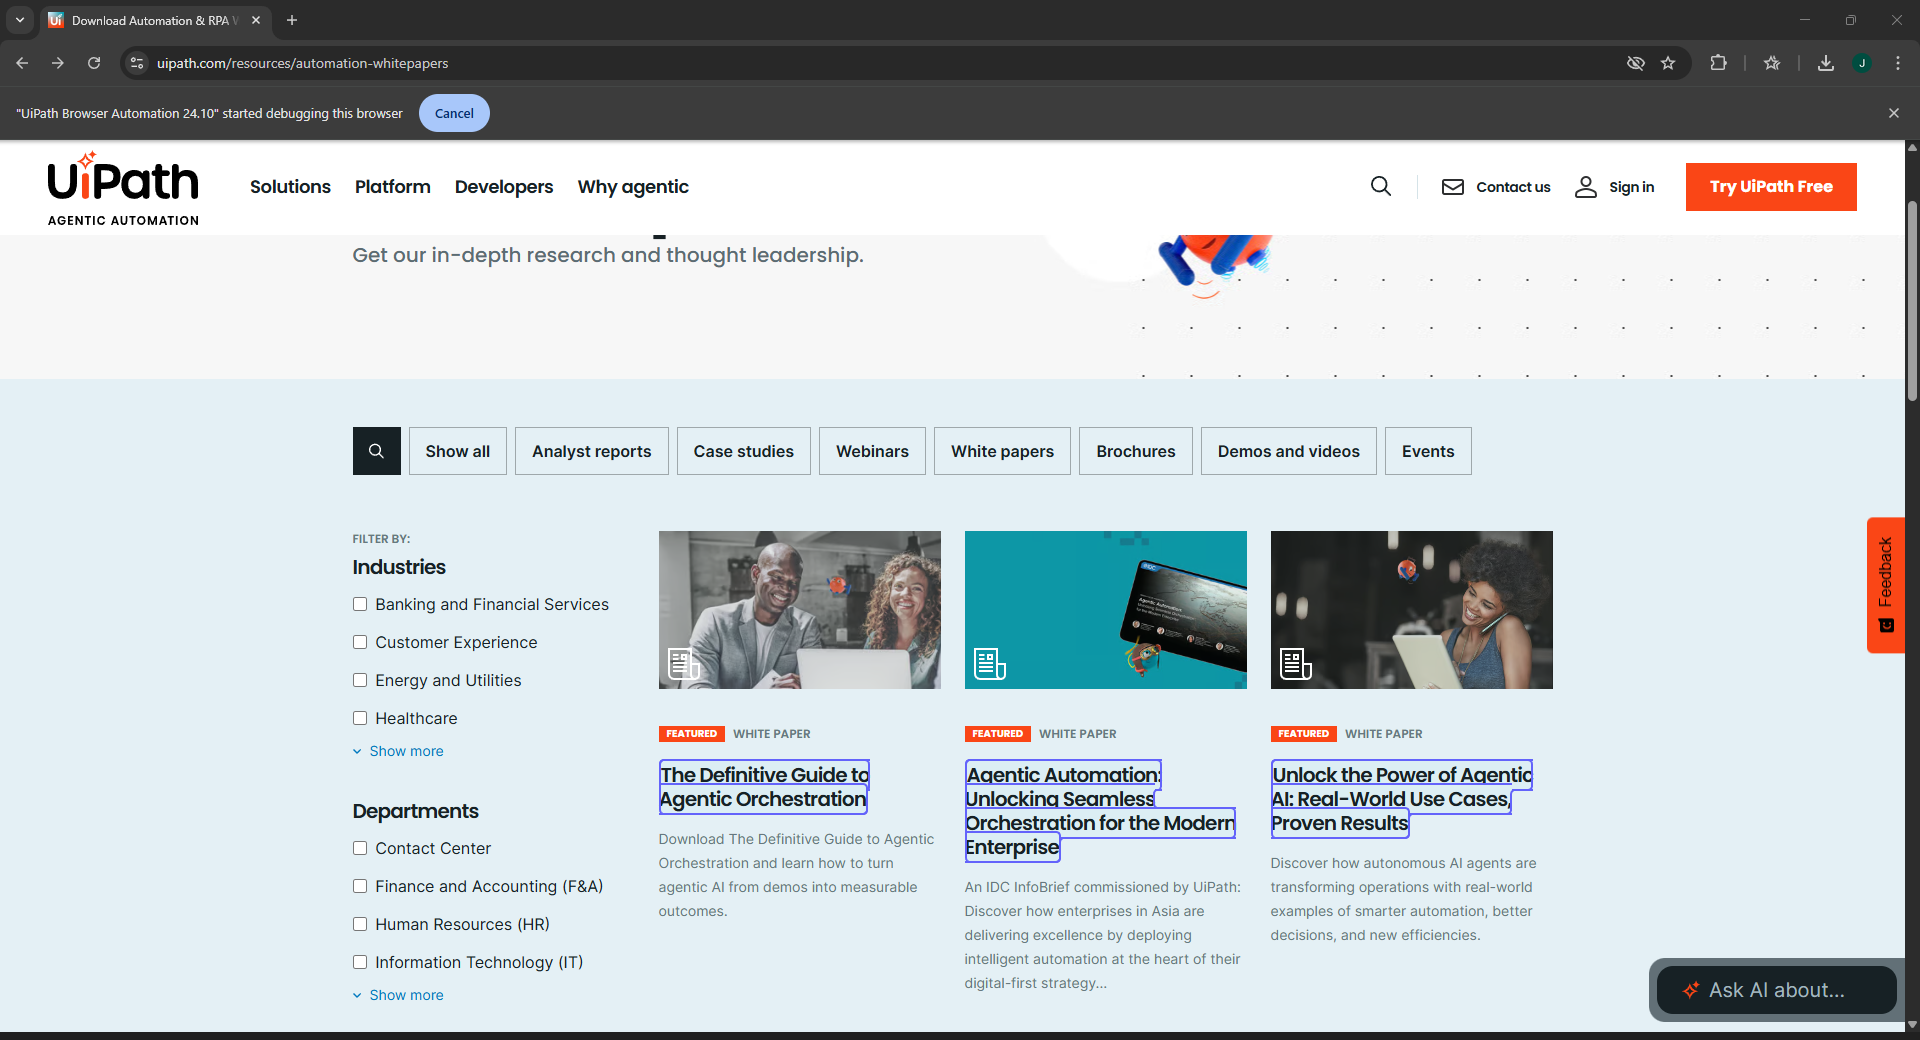 Download Automation & RPA W
uipath.com/resources/automation-whitepapers
J
"UiPath Browser Automation 24.10" started debugging this browser
Cancel
UiPath
AGENTIC AUTOMATION
Solutions
Platform
Developers
Why agentic
Contact us
Sign in
Try UiPath Free
Get our in-depth research and thought leadership.
Show all
Analyst reports
Case studies
Webinars
White papers
Brochures
Demos and videos
Events
FILTER BY:
Industries
Banking and Financial Services
Customer Experience
Energy and Utilities
Healthcare
Show more
Departments
Contact Center
Finance and Accounting (F&A)
Human Resources (HR)
Information Technology (IT)
Show more
FEATURED WHITE PAPER
The Definitive Guide to
Agentic Orchestration
Download The Definitive Guide to Agentic
Orchestration and learn how to turn
agentic AI from demos into measurable
outcomes.
Agentic Automation:
FEATURED WHITE PAPER
Agentic Automation:
Unlocking Seamless
Orchestration for the Modern
Enterprise
An IDC InfoBrief commissioned by UiPath:
Discover how enterprises in Asia are
delivering excellence by deploying
intelligent automation at the heart of their
digital-first strategy...
FEATURED WHITE PAPER
Unlock the Power of Agentic
AI: Real-World Use Cases,
Proven Results
Discover how autonomous AI agents are
transforming operations with real-world
examples of smarter automation, better
decisions, and new efficiencies.
Feedback
Ask AI about...